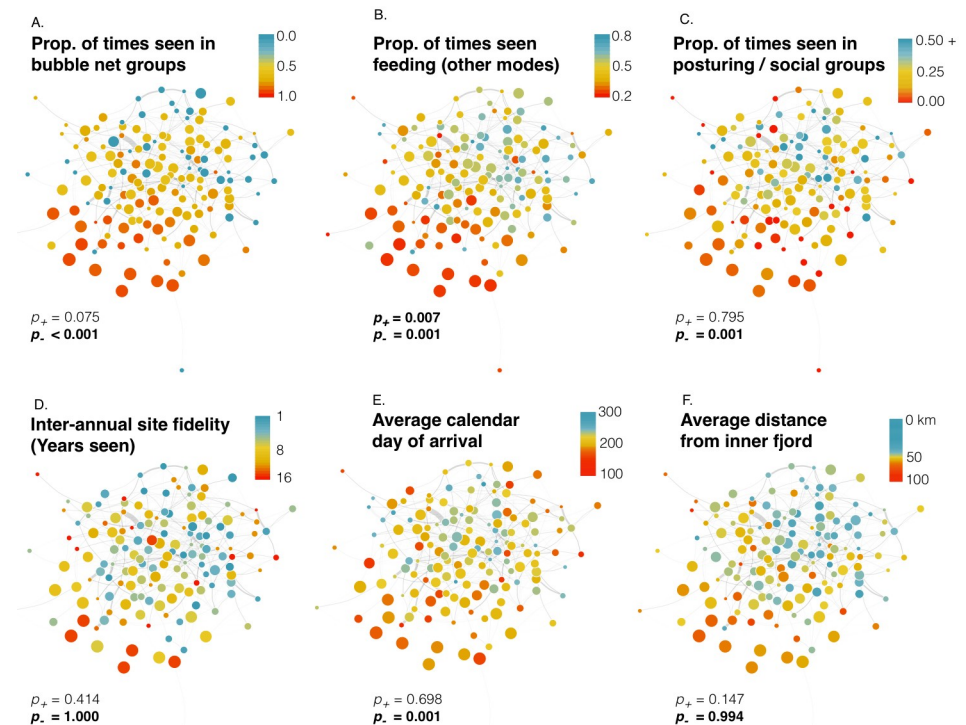 A.
Prop. of times seen in
bubble net groups
0.0
0.5
1.0
p+ = 0.075
p- < 0.001
B.
Prop. of times seen
feeding (other modes)
0.8
0.5
0.2
p+ = 0.007
p- = 0.001
C.
Prop. of times seen in
posturing / social groups
0.50 +
0.25
0.00
p+ = 0.795
p- = 0.001
D.
Inter-annual site fidelity
(Years seen)
1
8
16
p+ = 0.414
p- = 1.000
E.
Average calendar
day of arrival
300
200
100
p+ = 0.698
p- = 0.001
F.
Average distance
from inner fjord
0 km
50
100
p+ = 0.147
p- = 0.994